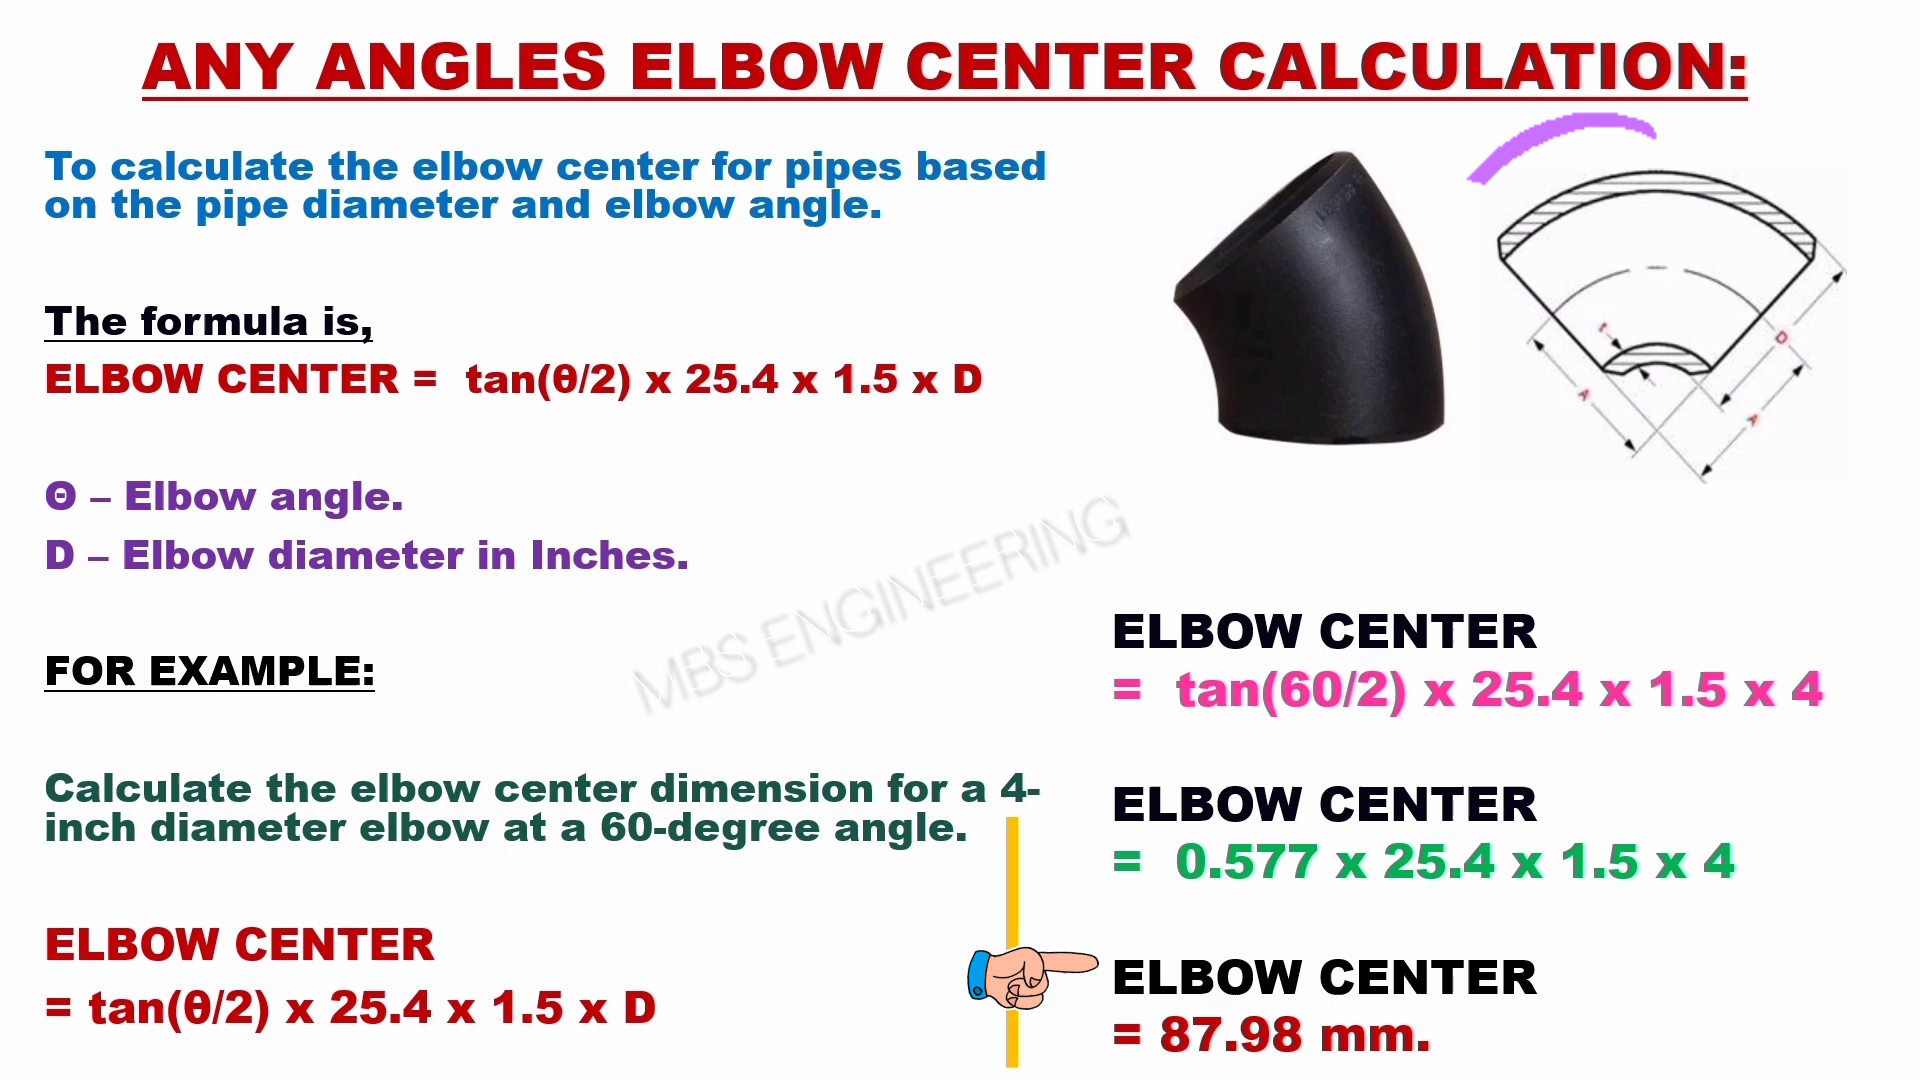 ANY ANGLES ELBOW CENTER CALCULATION:
To calculate the elbow center for pipes based
on the pipe diameter and elbow angle.
The formula is,
ELBOW CENTER = tan(θ/2) x 25.4 x 1.5 x D
Θ – Elbow angle.
D – Elbow diameter in Inches.
FOR EXAMPLE:
Calculate the elbow center dimension for a 4-
inch diameter elbow at a 60-degree angle.
ELBOW CENTER
= tan(θ/2) x 25.4 x 1.5 x D
t
D
A
A
MBS ENGINEERING
ELBOW CENTER
= tan(60/2) x 25.4 x 1.5 x 4
ELBOW CENTER
= 0.577 x 25.4 x 1.5 x 4
ELBOW CENTER
= 87.98 mm.